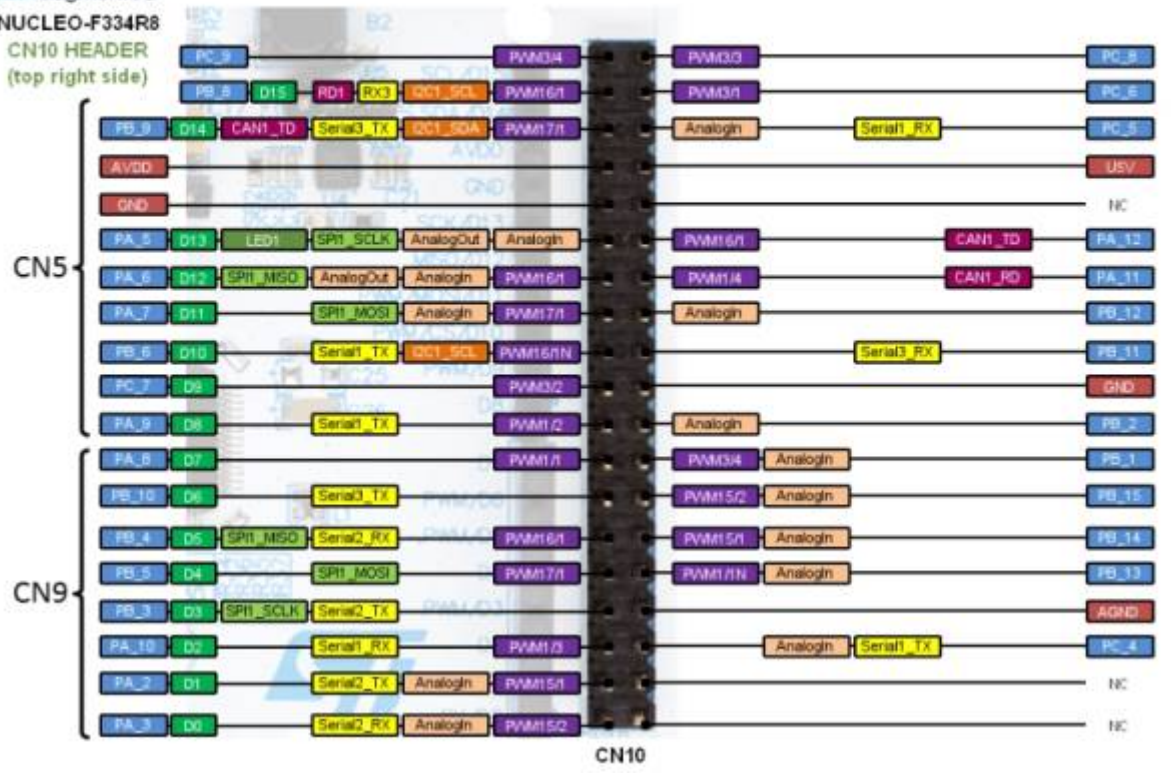 NUCLEO-F334R8
CN10 HEADER
(top right side)
PC_9 PWM3/4 PWM3/3 PC_8
PB_8 D15 RD1 RX3 I2C1_SCL PWM16/1 PWM3/1 PC_6
PB_9 D14 CAN1_TD Serial3_TX I2C1_SDA PWM17/1 AnalogIn Serial1_RX PC_5
AVDD U5V
GND NC
PA_5 D13 LED1 SPI1_SCLK AnalogOut AnalogIn PWM16/1 CAN1_TD PA_12
CN5
PA_6 D12 SPI1_MISO AnalogOut AnalogIn PWM16/1 PWM1/4 CAN1_RD PA_11
PA_7 D11 SPI1_MOSI AnalogIn PWM17/1 AnalogIn PB_12
PB_6 D10 Serial1_TX I2C1_SCL PWM16/1N Serial3_RX PB_11
PC_7 D9 PWM3/2 GND
PA_9 D8 Serial1_TX PWM1/2 AnalogIn PB_2
PA_8 D7 PWM1/1 PWM3/4 AnalogIn PB_1
PB_10 D6 Serial3_TX PWM15/2 AnalogIn PB_15
PB_4 D5 SPI1_MISO Serial2_RX PWM16/1 PWM15/1 AnalogIn PB_14
PB_5 D4 SPI1_MOSI PWM17/1 PWM1/1N AnalogIn PB_13
CN9
PB_3 D3 SPI1_SCLK Serial2_TX AGND
PA_10 D2 Serial1_RX PWM1/3 AnalogIn Serial1_TX PC_4
PA_2 D1 Serial2_TX AnalogIn PWM15/1 NC
PA_3 D0 Serial2_RX AnalogIn PWM15/2 NC
CN10